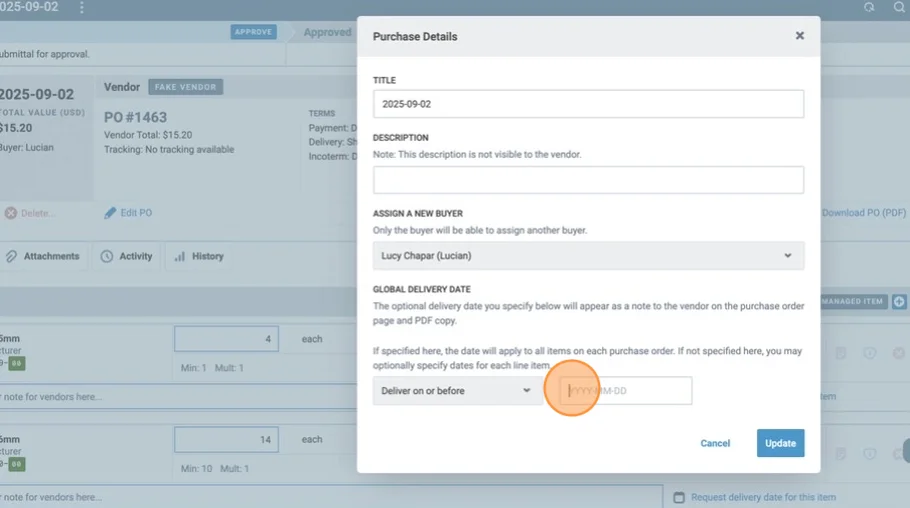 2025-09-02
APPROVE
Approved
submittal for approval.
2025-09-02
TOTAL VALUE (USD)
$15.20
Buyer: Lucian
Vendor FAKE VENDOR
PO #1463
Vendor Total: $15.20
Tracking: No tracking available
TERMS
Payment: D
Delivery: Sh
Incoterm: D
Delete...
Edit PO
Download PO (PDF)
Attachments
Activity
History
MANAGED ITEM
5mm
4 each
Min: 1 Mult: 1
note for vendors here...
6mm
14 each
Min: 10 Mult: 1
note for vendors here...
Request delivery date for this item
Purchase Details
TITLE
2025-09-02
DESCRIPTION
Note: This description is not visible to the vendor.
ASSIGN A NEW BUYER
Only the buyer will be able to assign another buyer.
Lucy Chapar (Lucian)
GLOBAL DELIVERY DATE
The optional delivery date you specify below will appear as a note to the vendor on the purchase order
page and PDF copy.
If specified here, the date will apply to all items on each purchase order. If not specified here, you may
optionally specify dates for each line item.
Deliver on or before
YYYY-MM-DD
Cancel
Update